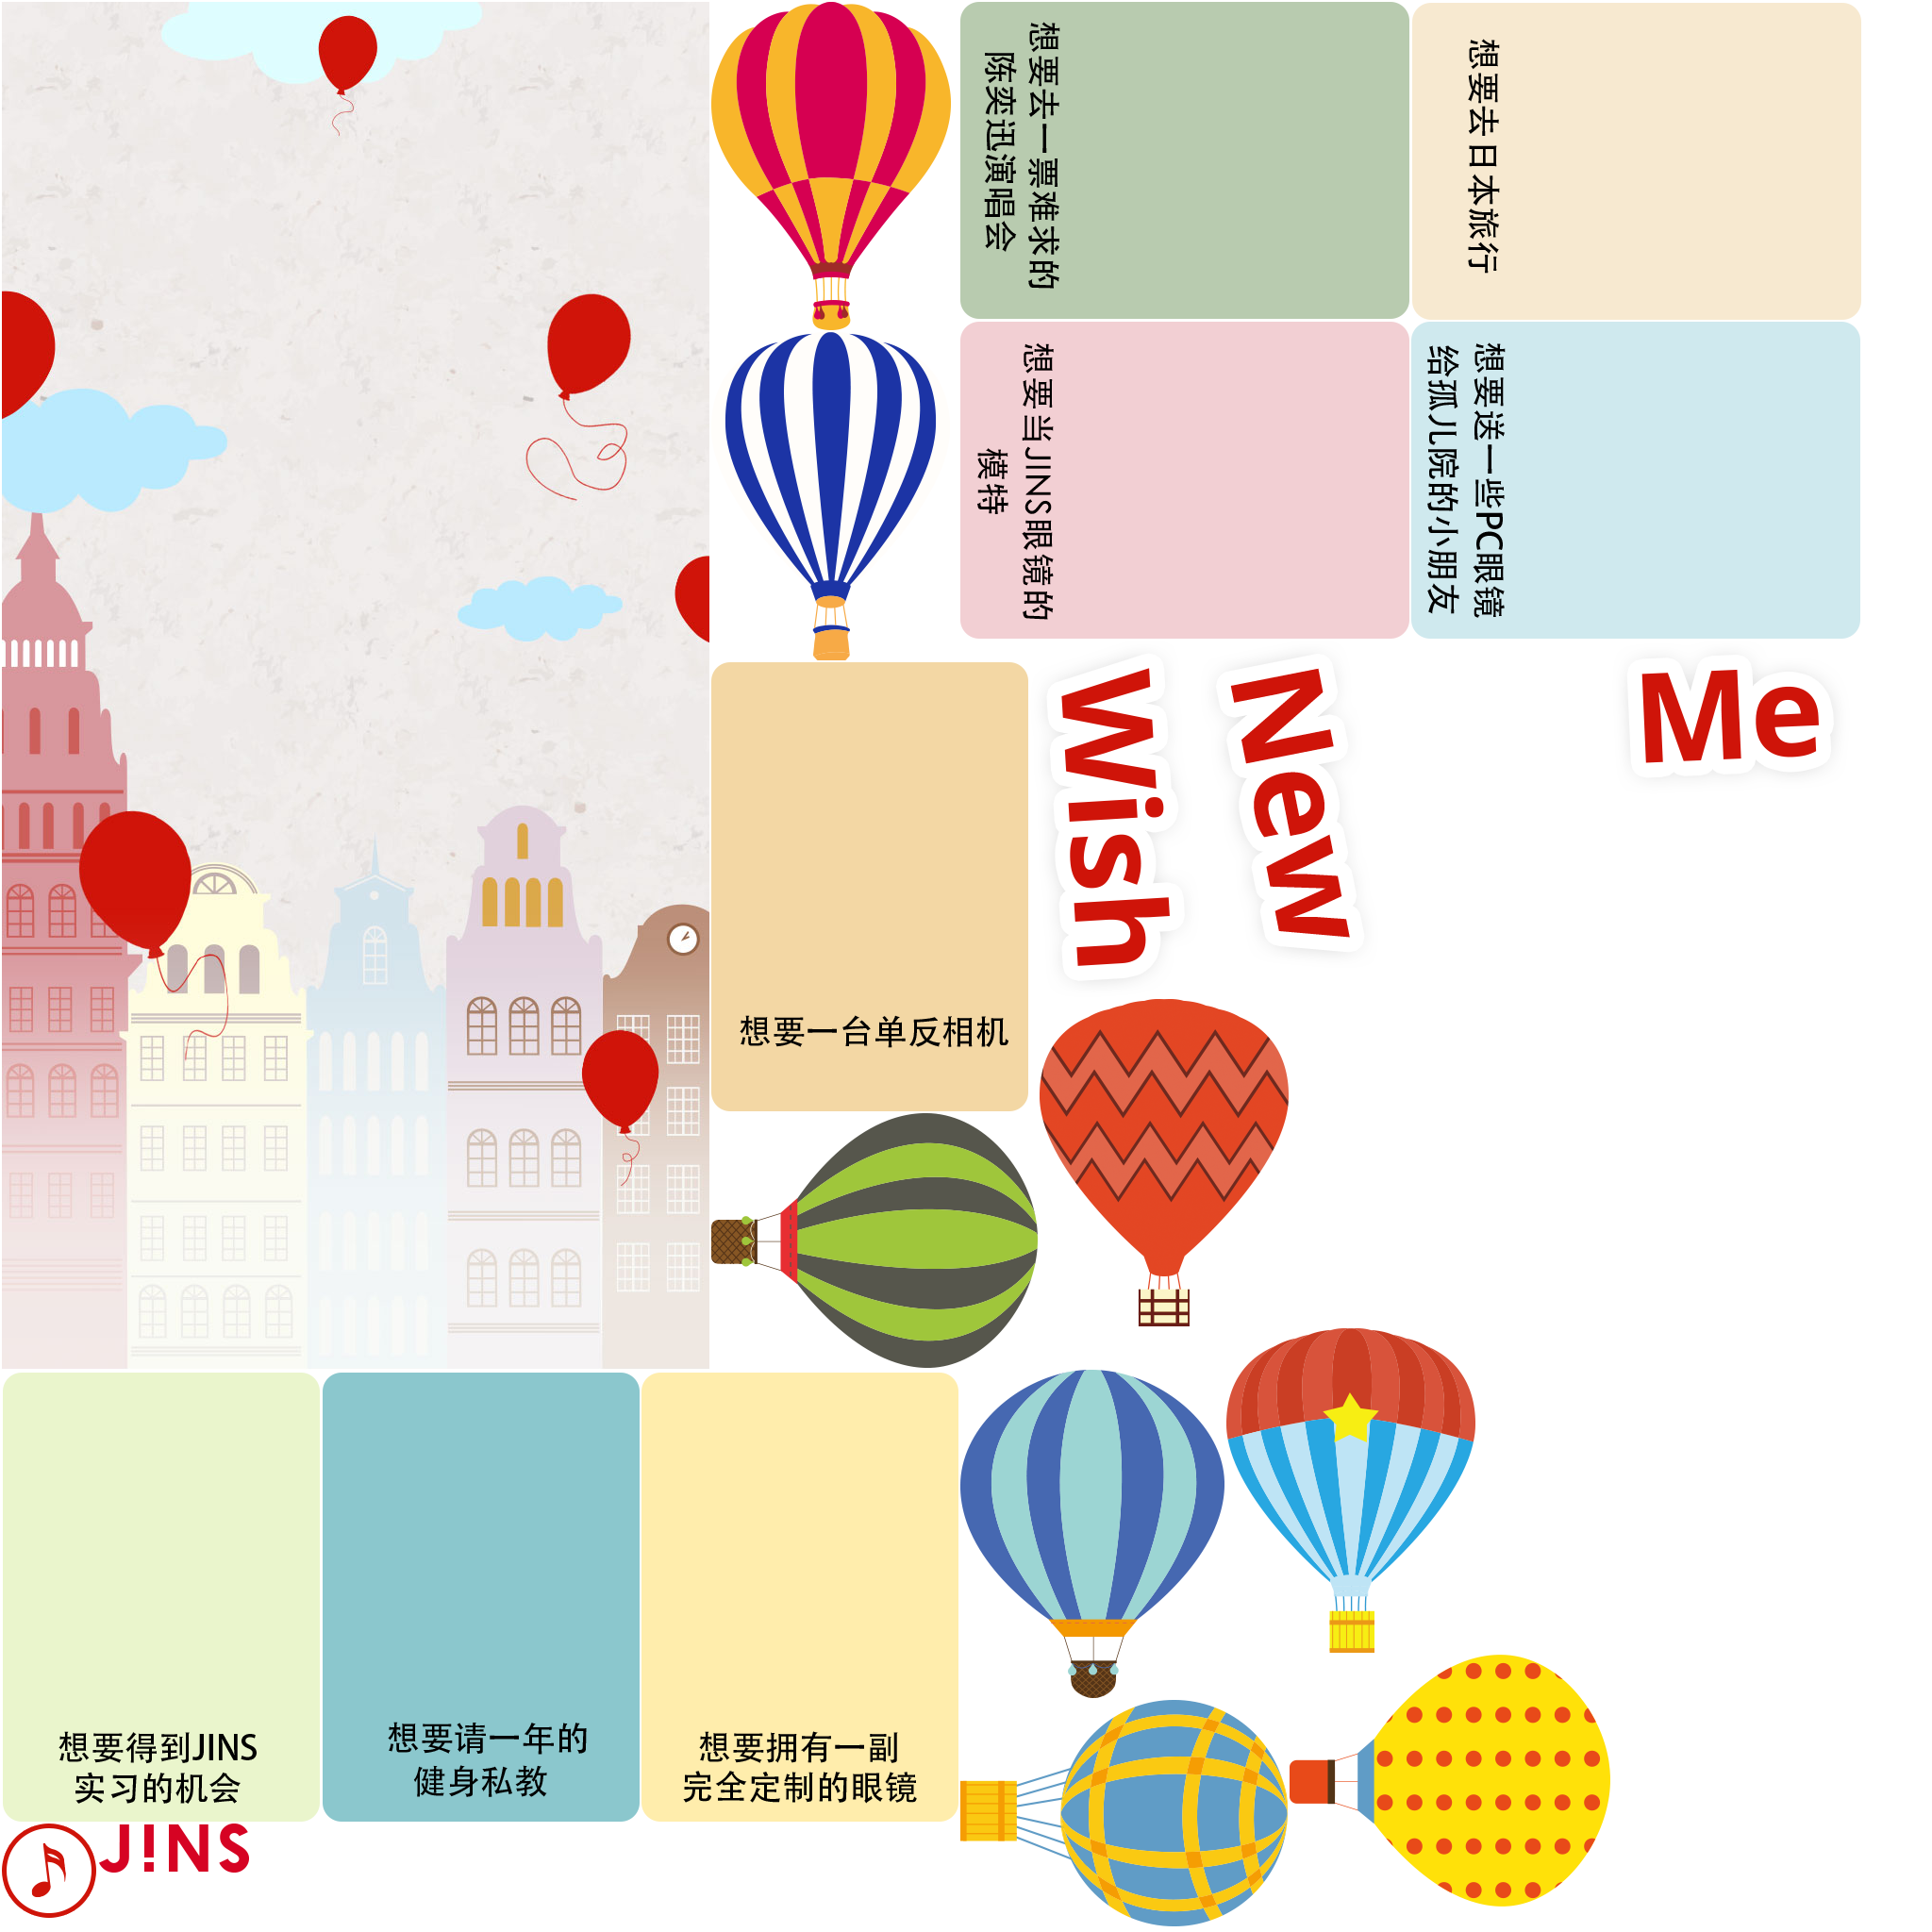 想要去一票难求的
陈奕迅演唱会
想要去日本旅行
想要当JINS眼镜的
模特
想要送一些PC眼镜
给孤儿院的小朋友
Wish
New
Me
想要一台单反相机
想要得到JINS
实习的机会
想要请一年的
健身私教
想要拥有一副
完全定制的眼镜
J!NS